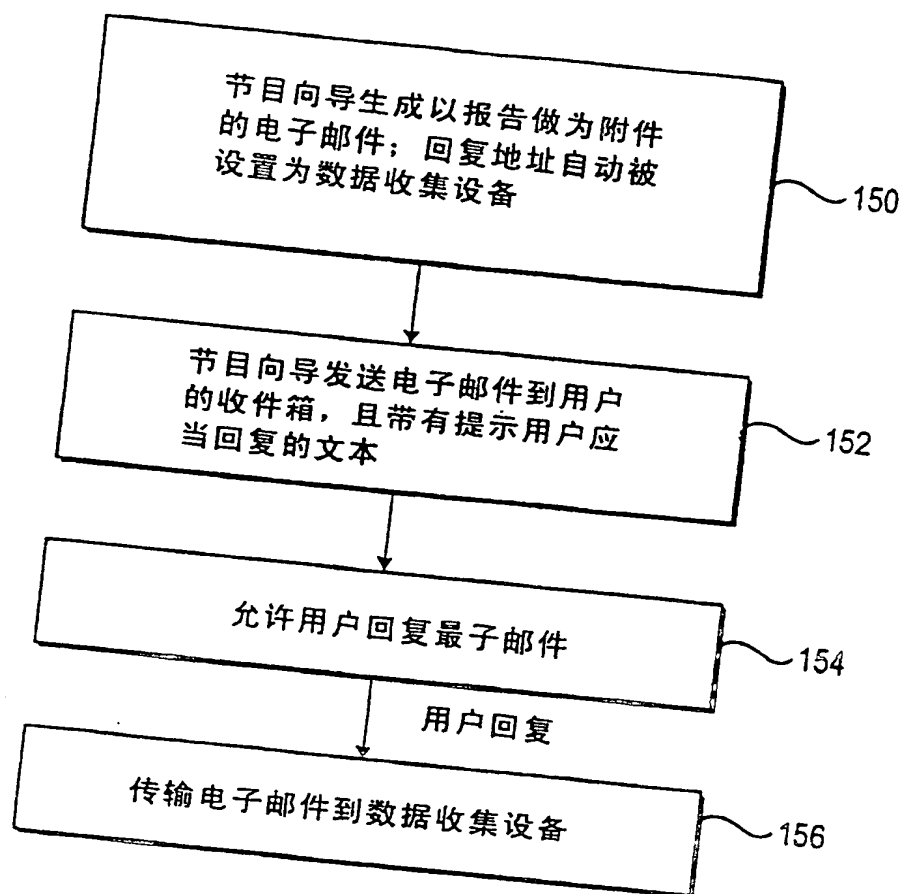 节目向导生成以报告做为附件
的电子邮件；回复地址自动被
设置为数据收集设备
150
节目向导发送电子邮件到用户
的收件箱，且带有提示用户应
当回复的文本
152
允许用户回复最子邮件
154
用户回复
传输电子邮件到数据收集设备
156